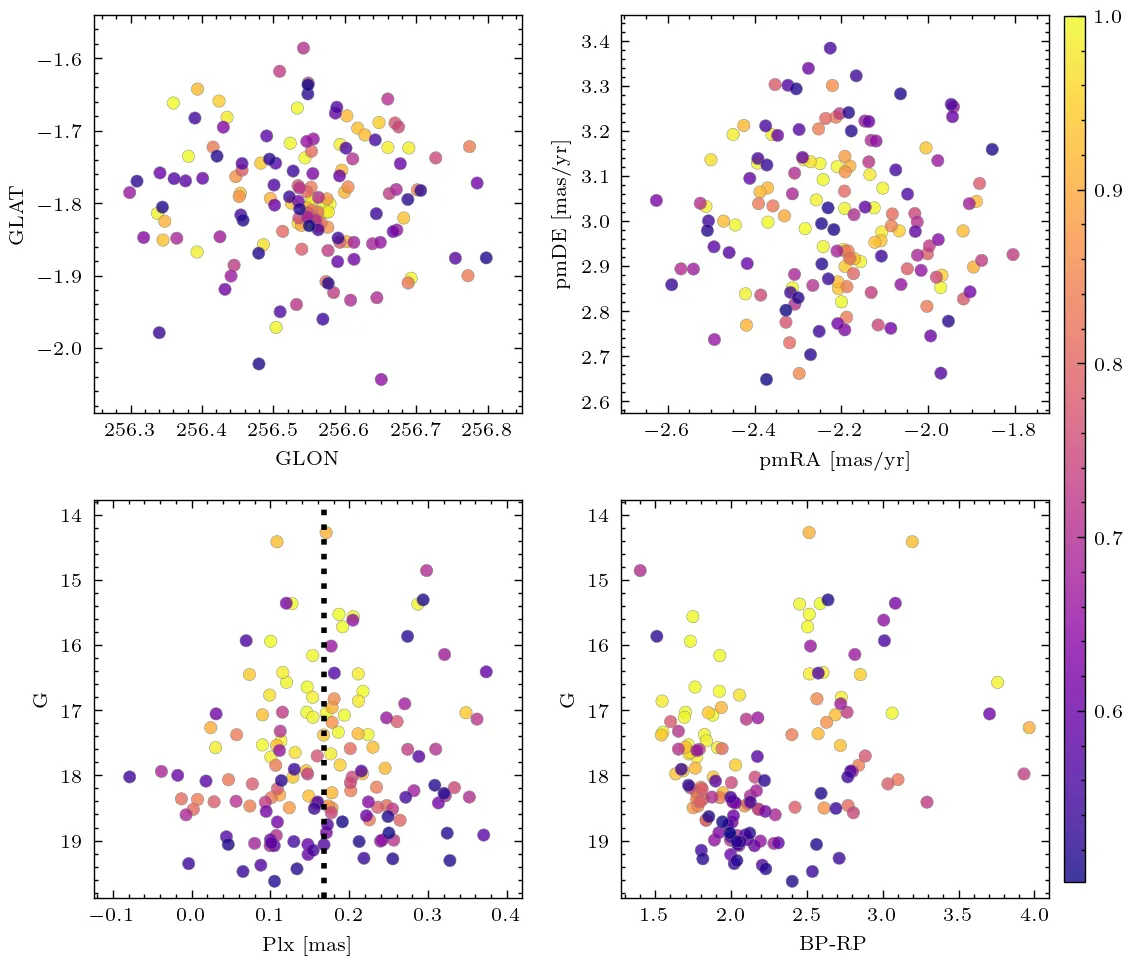 −1.6
−1.7
−1.8
−1.9
−2.0
GLAT
256.3 256.4 256.5 256.6 256.7 256.8
GLON
3.4
3.3
3.2
3.1
3.0
2.9
2.8
2.7
2.6
pmDE [mas/yr]
−2.6 −2.4 −2.2 −2.0 −1.8
pmRA [mas/yr]
14
15
16
17
18
19
G
−0.1 0.0 0.1 0.2 0.3 0.4
Plx [mas]
14
15
16
17
18
19
G
1.5 2.0 2.5 3.0 3.5 4.0
BP-RP
1.0
0.9
0.8
0.7
0.6